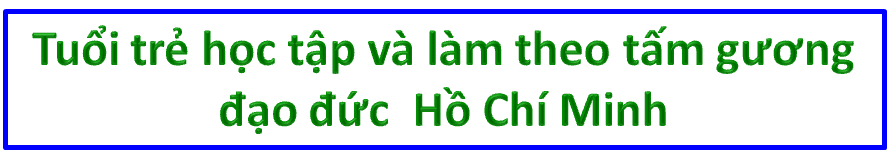 Tuổi trẻ học tập và làm theo tấm gương
đạo đức  Hồ Chí Minh